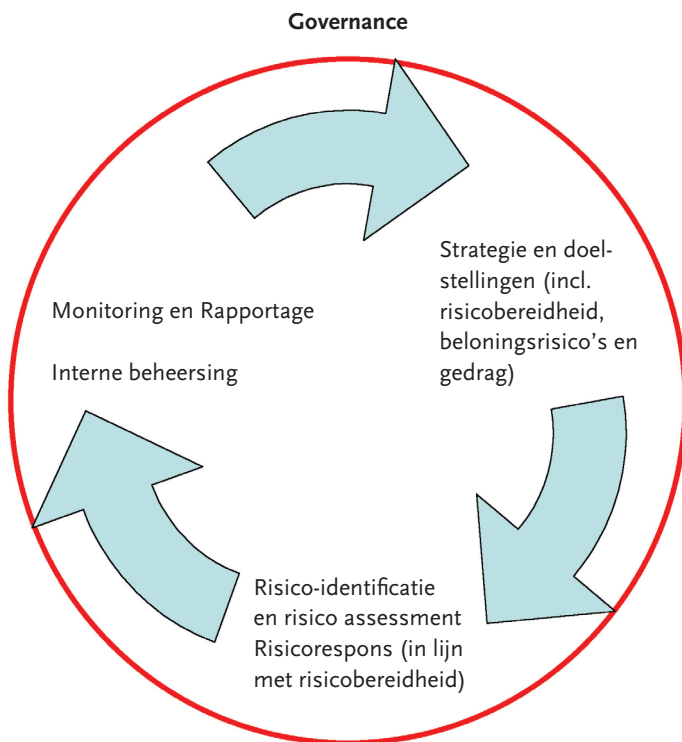 Governance
Strategie en doel-
stellingen (incl.
risicobereidheid,
beloningsrisico’s en
gedrag)
Monitoring en Rapportage
Interne beheersing
Risico-identificatie
en risico assessment
Risicorespons (in lijn
met risicobereidheid)